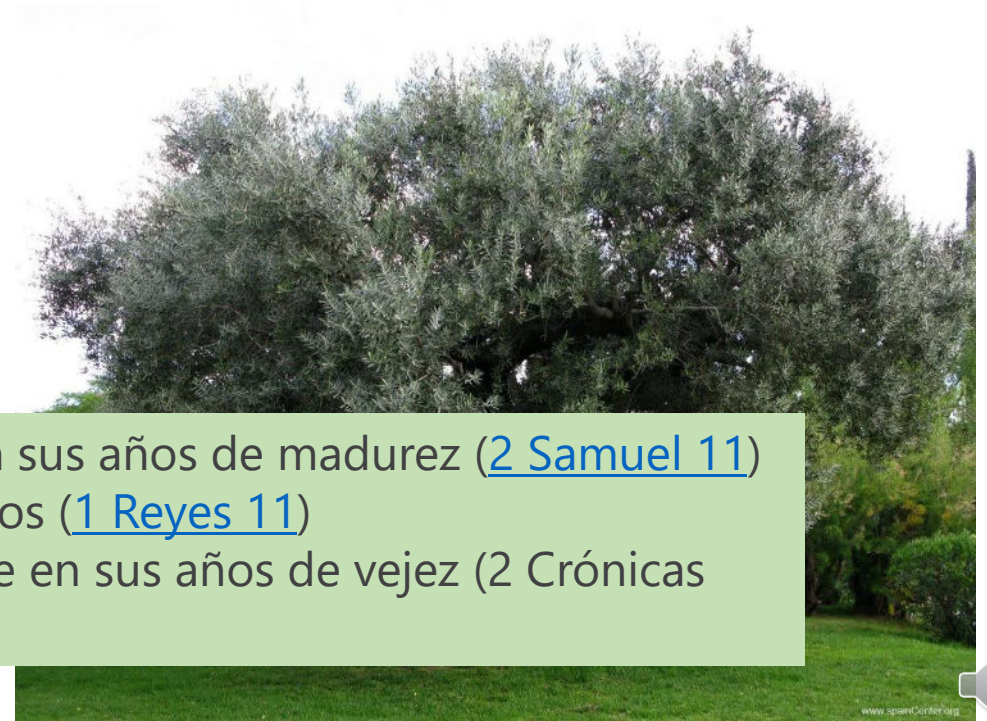 sus años de madurez (2 Samuel 11)
os (1 Reyes 11)
e en sus años de vejez (2 Crónicas
www.spainCenter.org